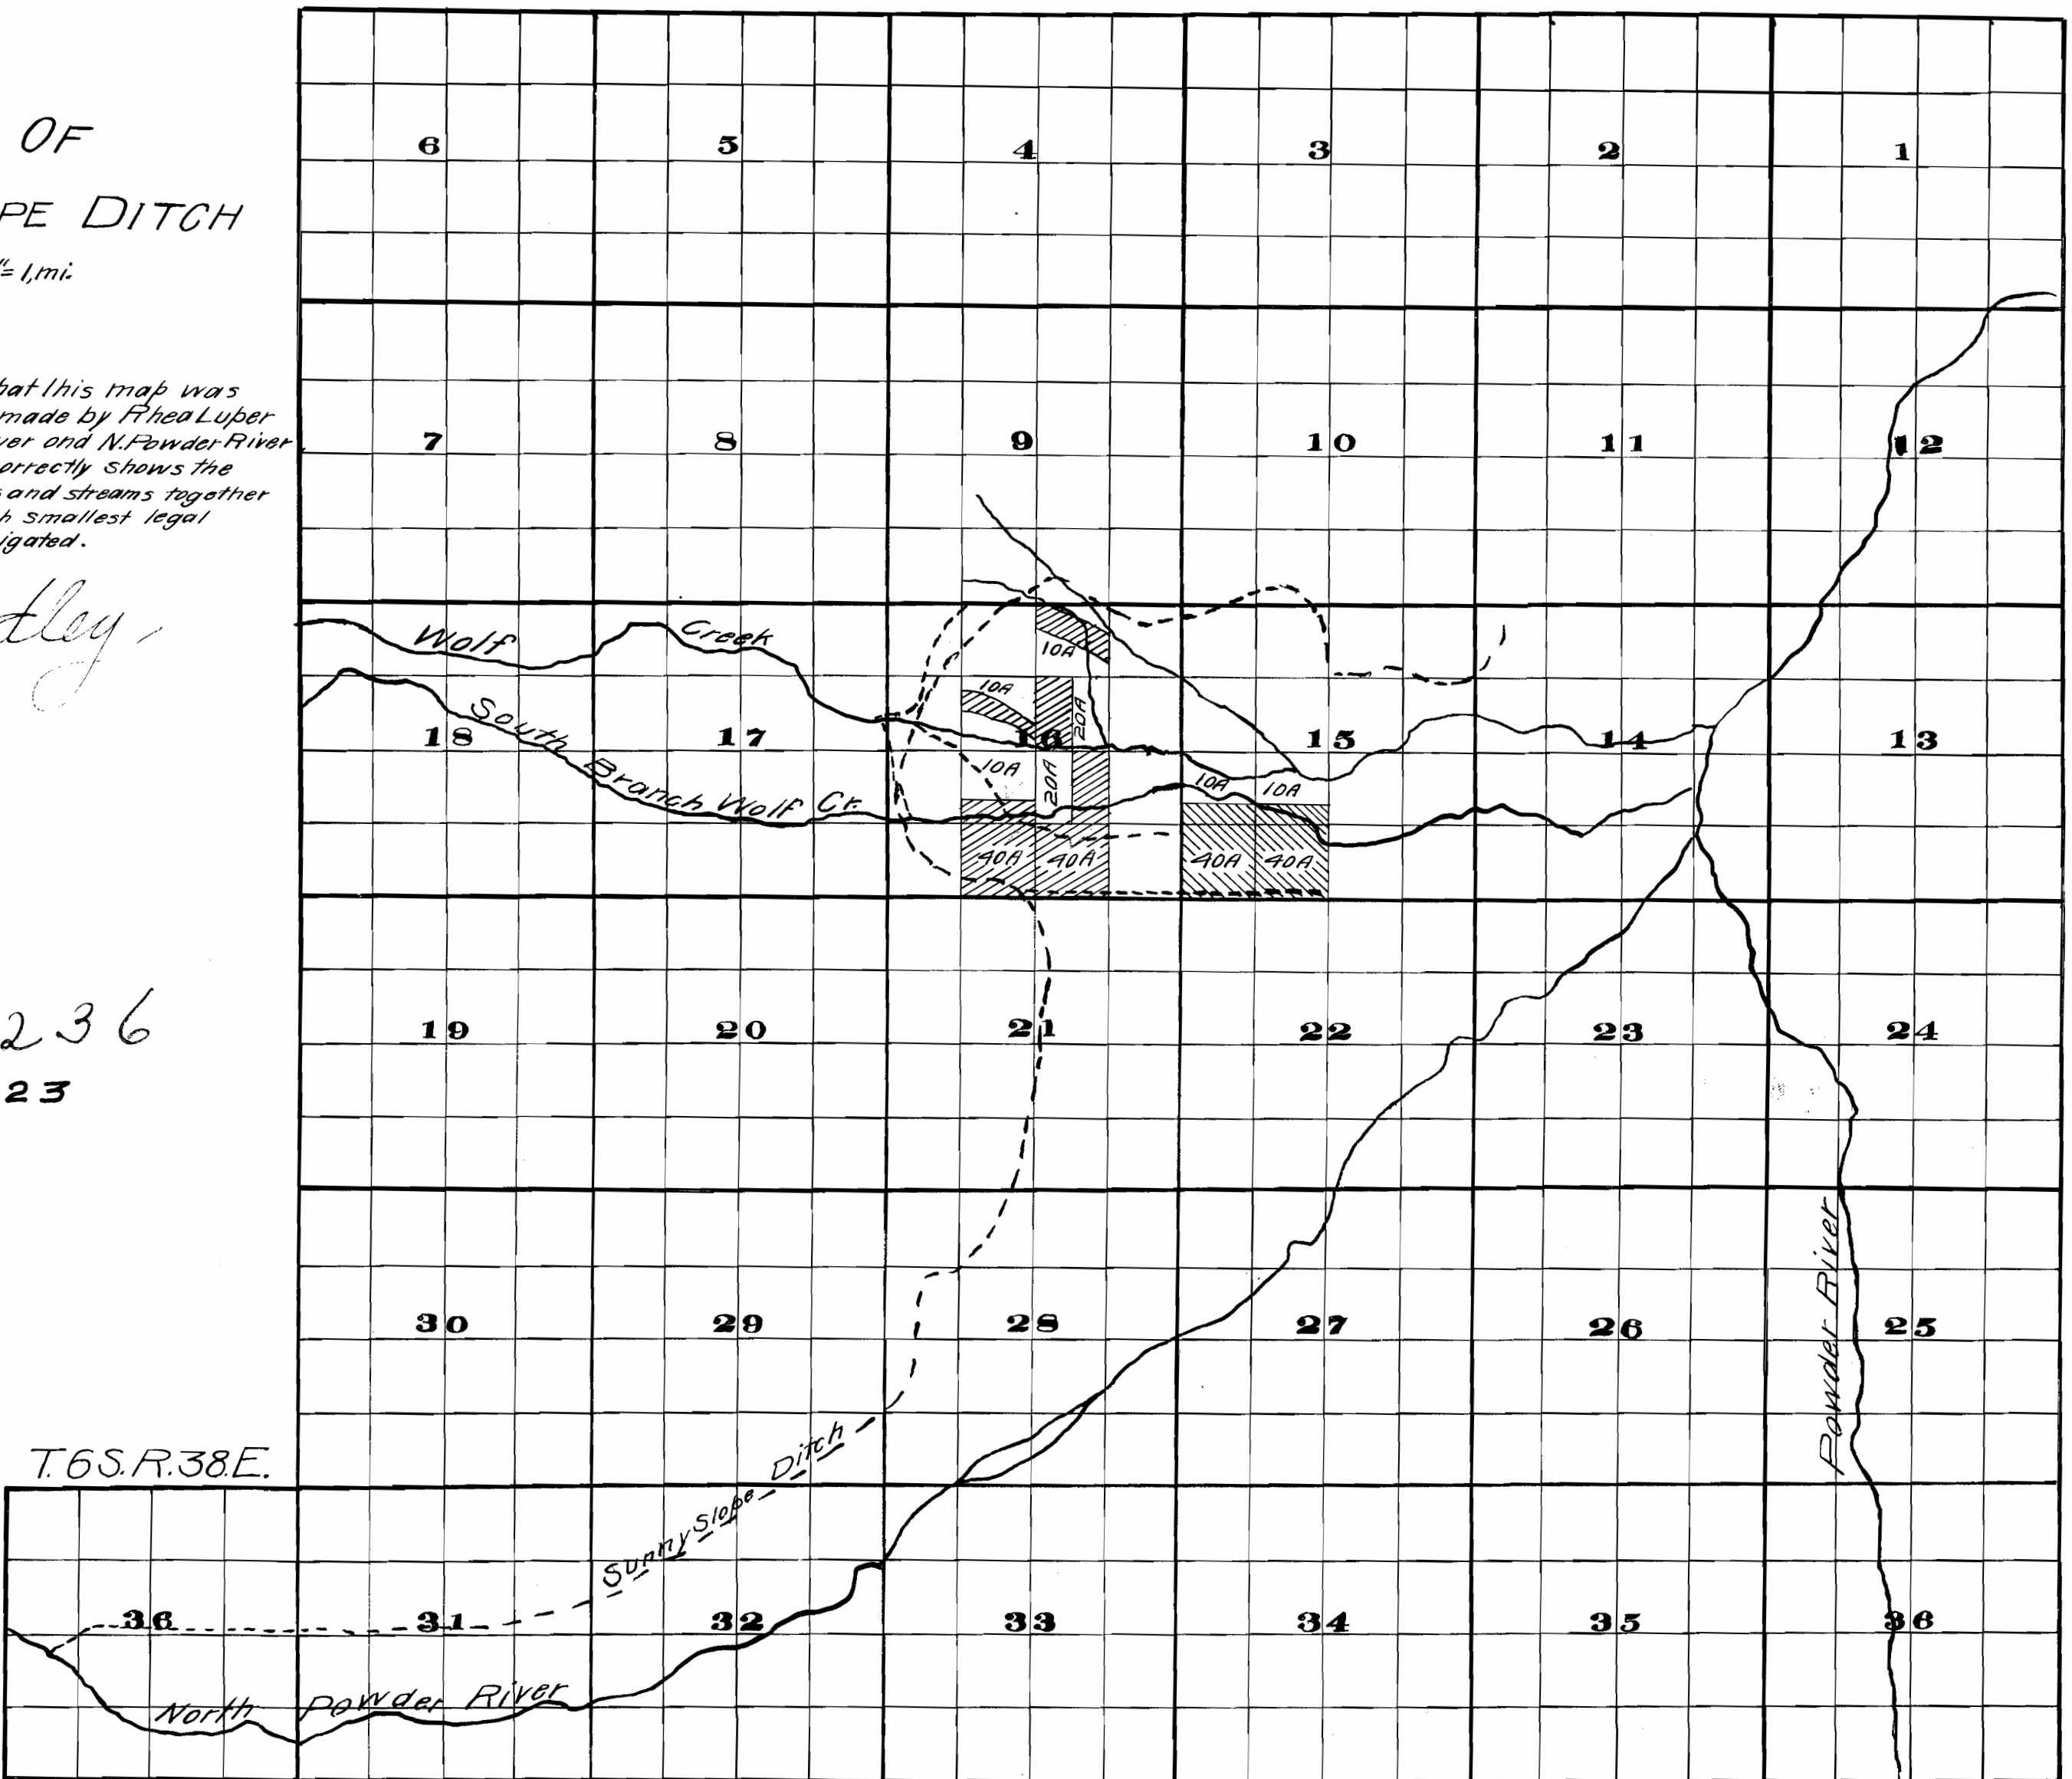 OF
PE DITCH
"= 1,mi.
hat this map was
made by Rhea Luper
ver and N.Powder River
orrectly shows the
s and streams together
h smallest legal
igated.
dley,
236
23
T.6S.R.38.E.
6 5 4 3 2 1
7 8 9 10 11 12
Wolf Creek
10A
10A
20A
South Branch Wolf Cr.
18 17 16 15 14 13
10A 20A 10A 10A
40A 40A 40A 40A
19 20 21 22 23 24
30 29 28 27 26 25
Powder River
Sunny Slope Ditch
36 31 32 33 34 35 36
North Powder River